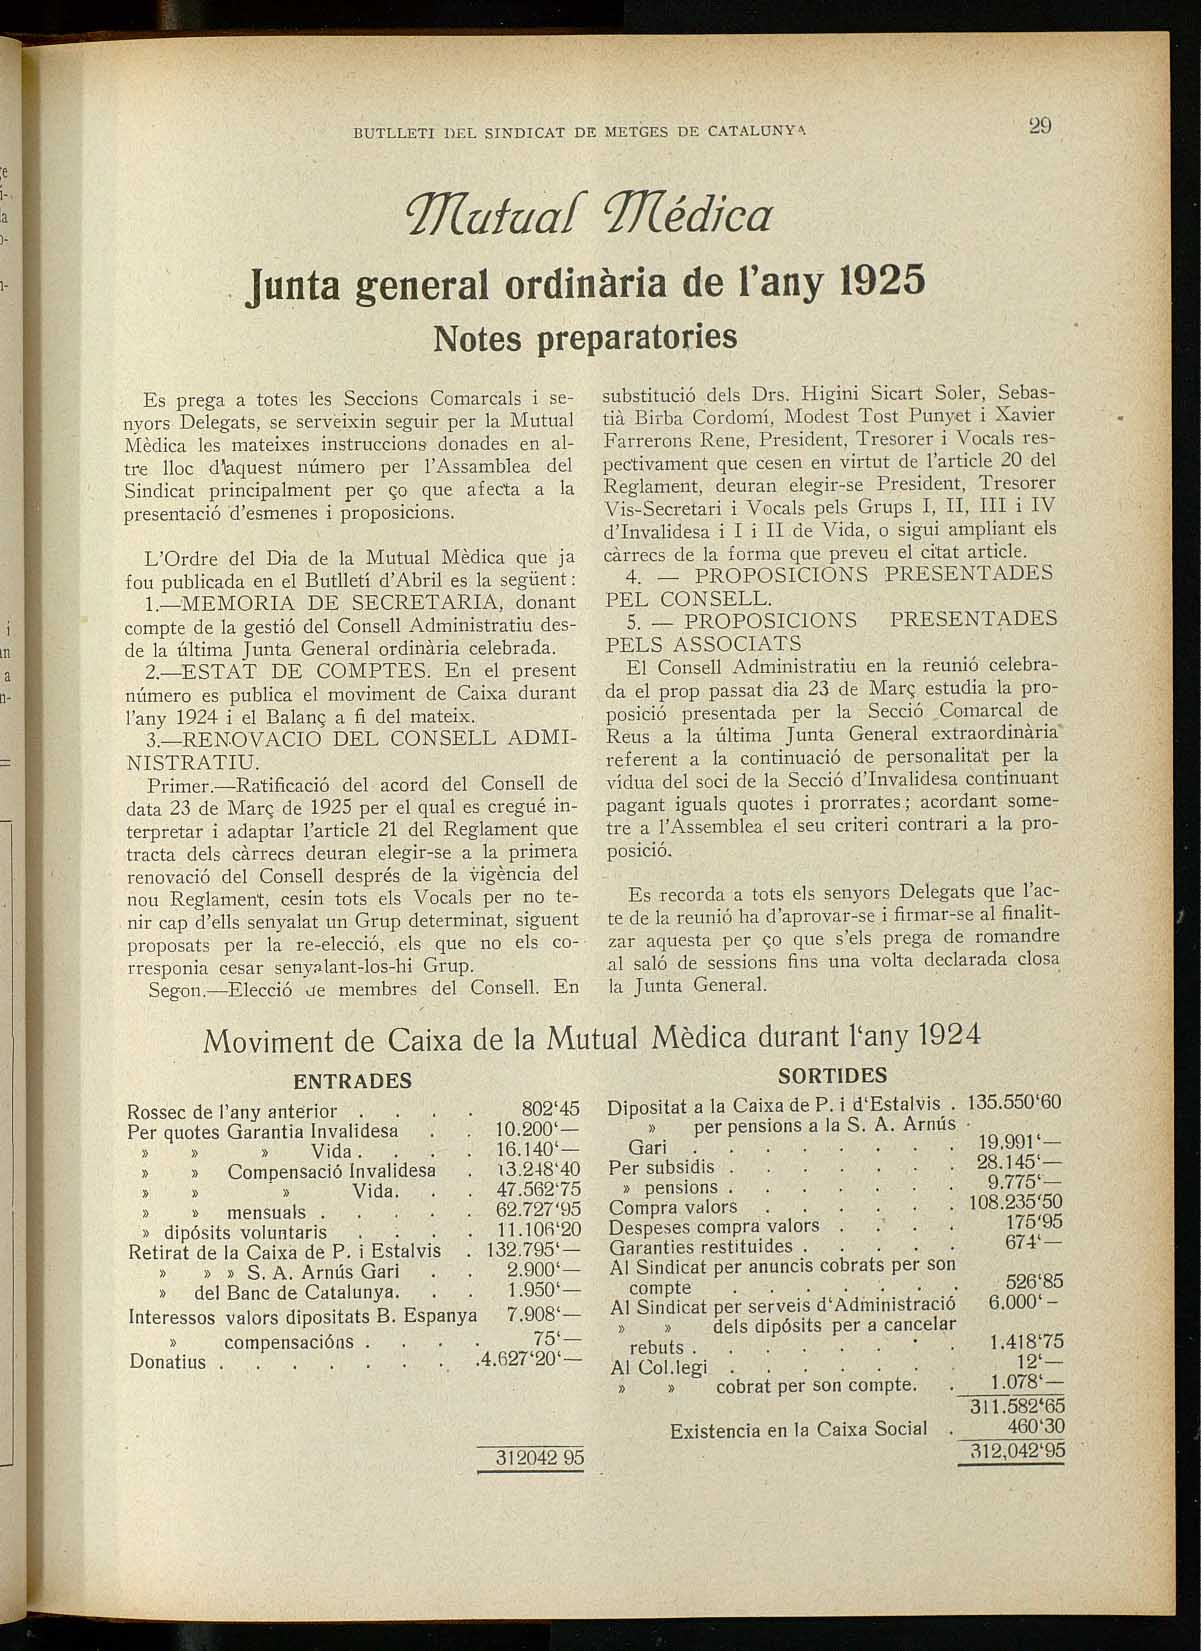 BUTLLETI DEL SINDICAT DE METGES DE CATALUNYA
29
Mutual Médica
Junta general ordinària de l'any 1925
Notes preparatories
Es prega a totes les Seccions Comarcals i se-
nyors Delegats, se serveixin seguir per la Mutual
Mèdica les mateixes instruccions donades en al-
tre lloc d'aquest número per l'Assamblea del
Sindicat principalment per ço que afecta a la
presentació d'esmenes i proposicions.
L'Ordre del Dia de la Mutual Mèdica que ja
fou publicada en el Butlletí d'Abril es la següent:
1.—MEMORIA DE SECRETARIA, donant
compte de la gestió del Consell Administratiu des-
de la última Junta General ordinària celebrada.
2.—ESTAT DE COMPTES. En el present
número es publica el moviment de Caixa durant
l'any 1924 i el Balanç a fi del mateix.
3.—RENOVACIO DEL CONSELL ADMI-
NISTRATIU.
Primer.—Ratificació del acord del Consell de
data 23 de Març de 1925 per el qual es cregué in-
terpretar i adaptar l'article 21 del Reglament que
tracta dels càrrecs deuran elegir-se a la primera
renovació del Consell després de la vigència del
nou Reglament, cesin tots els Vocals per no te-
nir cap d'ells senyalat un Grup determinat, siguent
proposats per la re-elecció, els que no els co-
rresponia cesar senyalant-los-hi Grup.
Segon.—Elecció de membres del Consell. En
substitució dels Drs. Higini Sicart Soler, Sebas-
tià Birba Cordomí, Modest Tost Punyet i Xavier
Farrerons Rene, President, Tresorer i Vocals res-
pectivament que cesen en virtut de l'article 20 del
Reglament, deuran elegir-se President, Tresorer
Vis-Secretari i Vocals pels Grups I, II, III i IV
d'Invalidesa i I i II de Vida, o sigui ampliant els
càrrecs de la forma que preveu el citat article.
4. — PROPOSICIONS PRESENTADES
PEL CONSELL.
5. — PROPOSICIONS PRESENTADES
PELS ASSOCIATS
El Consell Administratiu en la reunió celebra-
da el prop passat dia 23 de Març estudia la pro-
posició presentada per la Secció Comarcal de
Reus a la última Junta General extraordinària
referent a la continuació de personalitat per la
vídua del soci de la Secció d'Invalidesa continuant
pagant iguals quotes i prorrates; acordant some-
tre a l'Assemblea el seu criteri contrari a la pro-
posició.
Es recorda a tots els senyors Delegats que l'ac-
te de la reunió ha d'aprovar-se i firmar-se al finalit-
zar aquesta per ço que s'els prega de romandre
al saló de sessions fins una volta declarada closa
la Junta General.
Moviment de Caixa de la Mutual Mèdica durant l'any 1924
ENTRADES
Rossec de l'any anterior . . . . 802'45
Per quotes Garantia Invalidesa . . 10.200'—
» » » Vida . . . . 16.140'—
» » Compensació Invalidesa . 13.248'40
» » » Vida. . . 47.562'75
» » mensuals . . . . . 62.727'95
» dipósits voluntaris . . . . 11.106'20
Retirat de la Caixa de P. i Estalvis . 132.795'—
» » » S. A. Arnús Gari . . 2.900'—
» del Banc de Catalunya. . . 1.950'—
Interessos valors dipositats B. Espanya 7.908'—
» compensacións . . . . 75'—
Donatius . . . . . . . .4.627'20'—
312042 95
SORTIDES
Dipositat a la Caixa de P. i d'Estalvis . 135.550'60
» per pensions a la S. A. Arnús
Gari . . . . . . . . 19.991'—
Per subsidis . . . . . . . 28.145'—
» pensions . . . . . . . 9.775'—
Compra valors . . . . . . 108.235'50
Despeses compra valors . . . . 175'95
Garanties restituides . . . . . 674'—
Al Sindicat per anuncis cobrats per son
compte . . . . . . . 526'85
Al Sindicat per serveis d'Administració 6.000'-
» » dels dipósits per a cancelar
rebuts . . . . . . . . 1.418'75
Al Col.legi . . . . . . . 12'—
» » cobrat per son compte. . 1.078'—
311.582'65
Existencia en la Caixa Social . 460'30
312,042'95